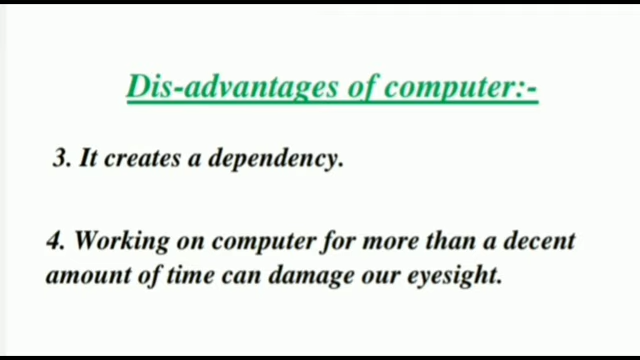 Dis-advantages of computer:-
3. It creates a dependency.
4. Working on computer for more than a decent
amount of time can damage our eyesight.